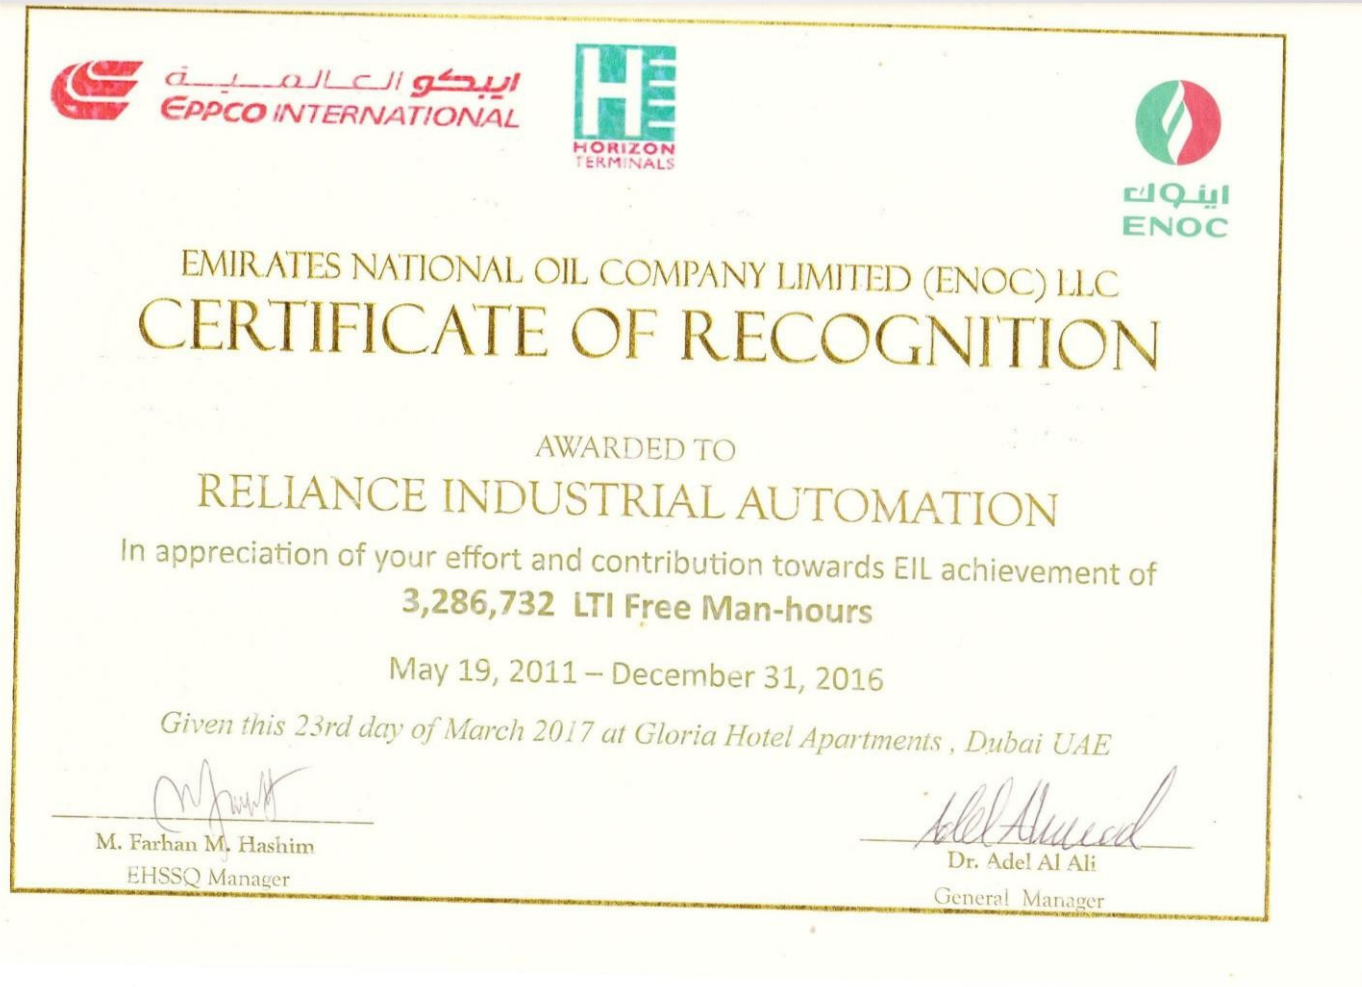 ايبكو العالمية
EPPCO INTERNATIONAL
HORIZON
TERMINALS
اينوك
ENOC
EMIRATES NATIONAL OIL COMPANY LIMITED (ENOC) LLC
CERTIFICATE OF RECOGNITION
AWARDED TO
RELIANCE INDUSTRIAL AUTOMATION
In appreciation of your effort and contribution towards EIL achievement of
3,286,732 LTI Free Man-hours
May 19, 2011 – December 31, 2016
Given this 23rd day of March 2017 at Gloria Hotel Apartments , Dubai UAE
M. Farhan M. Hashim
EHSSQ Manager
Adel Ahmed
Dr. Adel Al Ali
General Manager